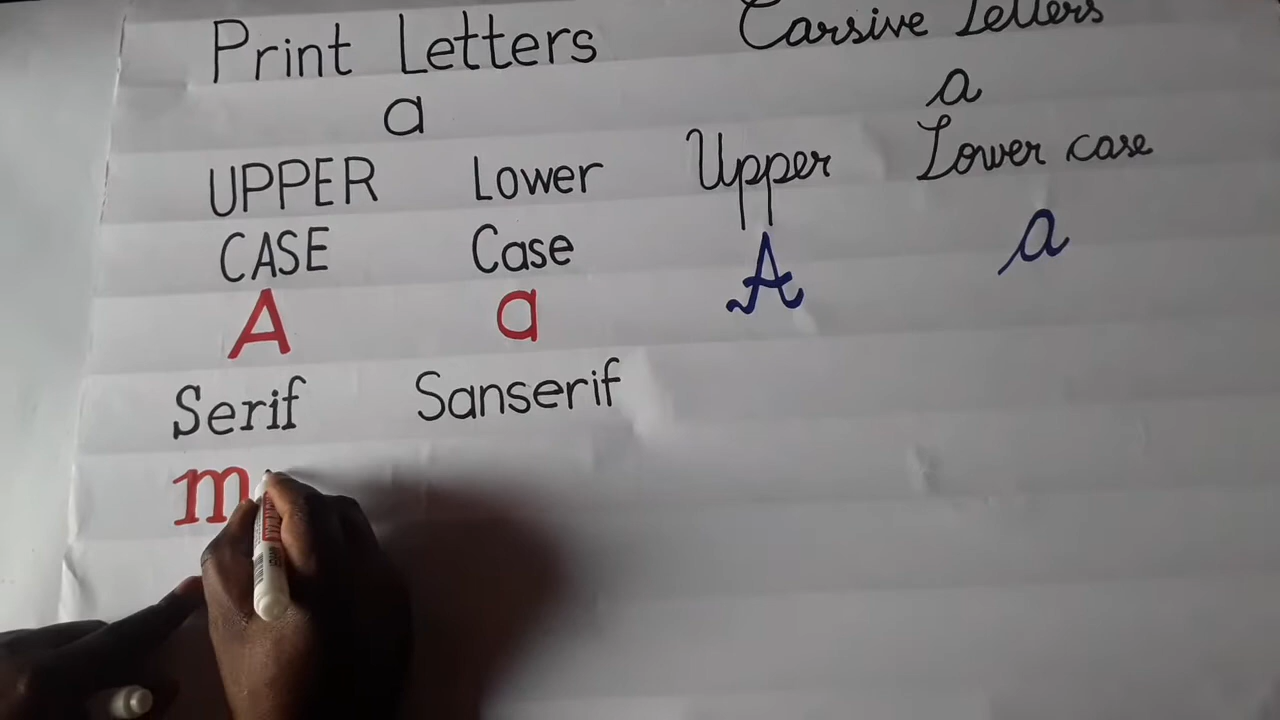 Print Letters
Carsive Letters
a
a
UPPER
Lower
Upper
Lower case
CASE
Case
A
a
A
a
Serif
Sanserif
m